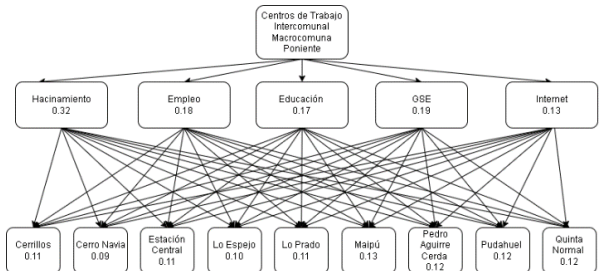 Centros de Trabajo
Intercomunal
Macrocomuna
Poniente
Hacinamiento
0.32
Empleo
0.18
Educación
0.17
GSE
0.19
Internet
0.13
Cerrillos
0.11
Cerro Navia
0.09
Estación
Central
0.11
Lo Espejo
0.10
Lo Prado
0.11
Maipú
0.13
Pedro
Aguirre
Cerda
0.12
Pudahuel
0.12
Quinta
Normal
0.12